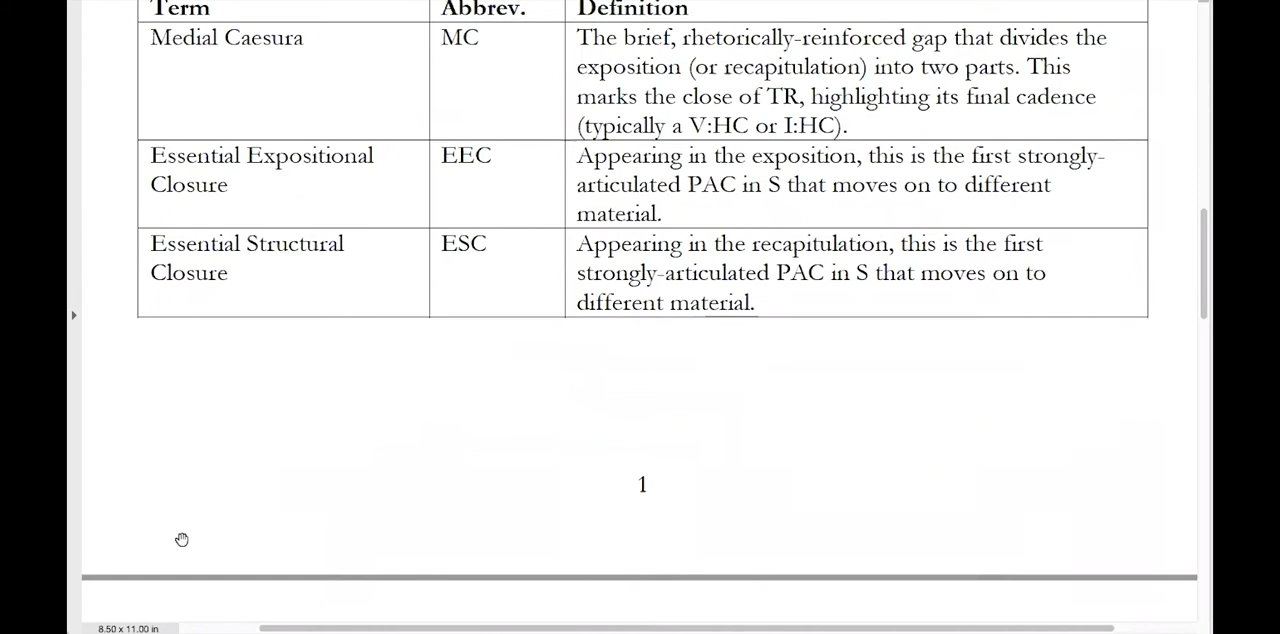 Term Abbrev. Definition
Medial Caesura MC The brief, rhetorically-reinforced gap that divides the
exposition (or recapitulation) into two parts. This
marks the close of TR, highlighting its final cadence
(typically a V:HC or I:HC).
Essential Expositional EEC Appearing in the exposition, this is the first strongly-
Closure articulated PAC in S that moves on to different
material.
Essential Structural ESC Appearing in the recapitulation, this is the first
Closure strongly-articulated PAC in S that moves on to
different material.
1
8.50 x 11.00 in